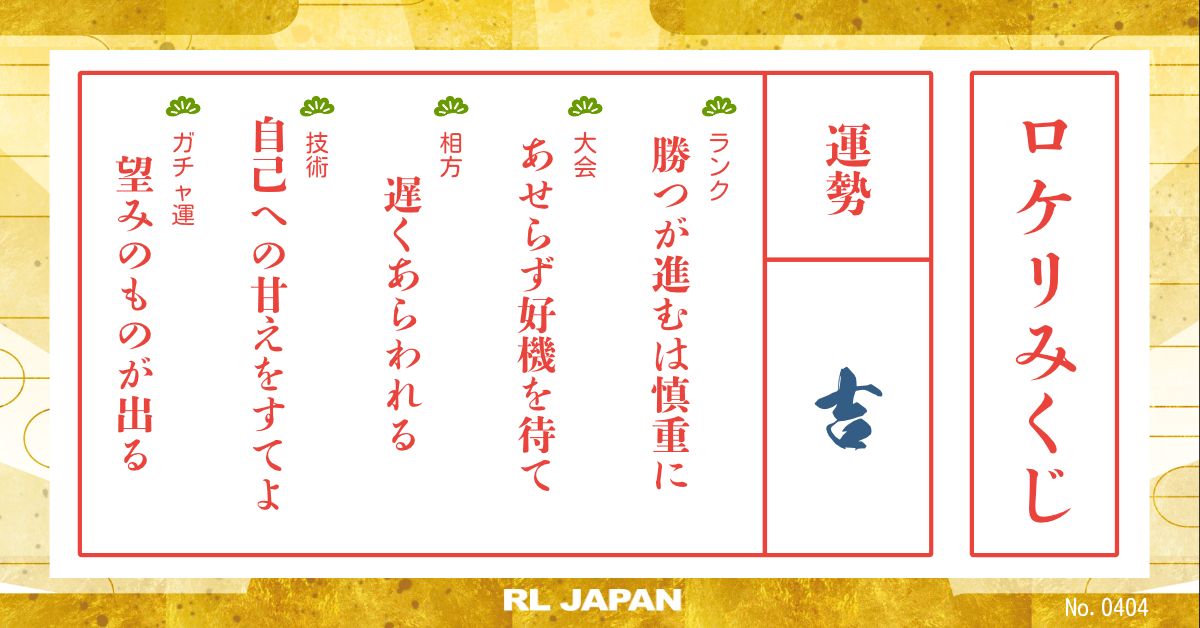 ロケリみくじ
運勢
吉
ランク
勝つが進むは慎重に
大会
あせらず好機を待て
相方
遅くあらわれる
技術
自己への甘えをすてよ
ガチャ運
望みのものが出る
RL JAPAN
No. 0404